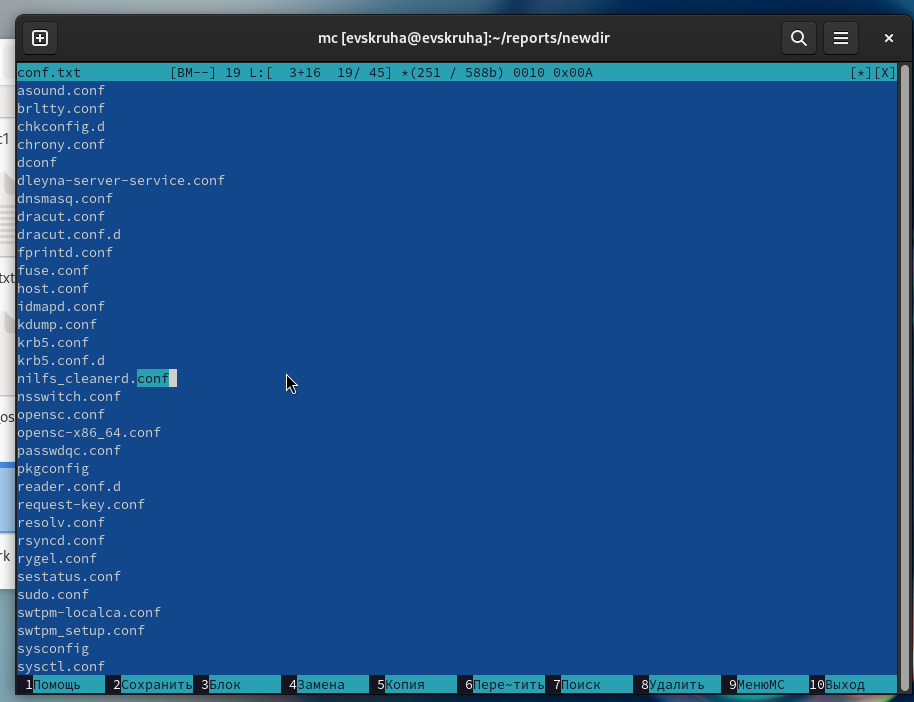 mc [evskruha@evskruha]:~/reports/newdir
conf.txt [BM--] 19 L:[ 3+16 19/ 45] *(251 / 588b) 0010 0x00A [*][X]
asound.conf
brltty.conf
chkconfig.d
chrony.conf
dconf
dleyna-server-service.conf
dnsmasq.conf
dracut.conf
dracut.conf.d
fprintd.conf
fuse.conf
host.conf
idmapd.conf
kdump.conf
krb5.conf
krb5.conf.d
nilfs_cleanerd.conf
nsswitch.conf
opensc.conf
opensc-x86_64.conf
passwdqc.conf
pkgconfig
reader.conf.d
request-key.conf
resolv.conf
rsyncd.conf
rygel.conf
sestatus.conf
sudo.conf
swtpm-localca.conf
swtpm_setup.conf
sysconfig
sysctl.conf
1Помощь 2Сохранить 3Блок 4Замена 5Копия 6Пере~тить 7Поиск 8Удалить 9МенюMC 10Выход